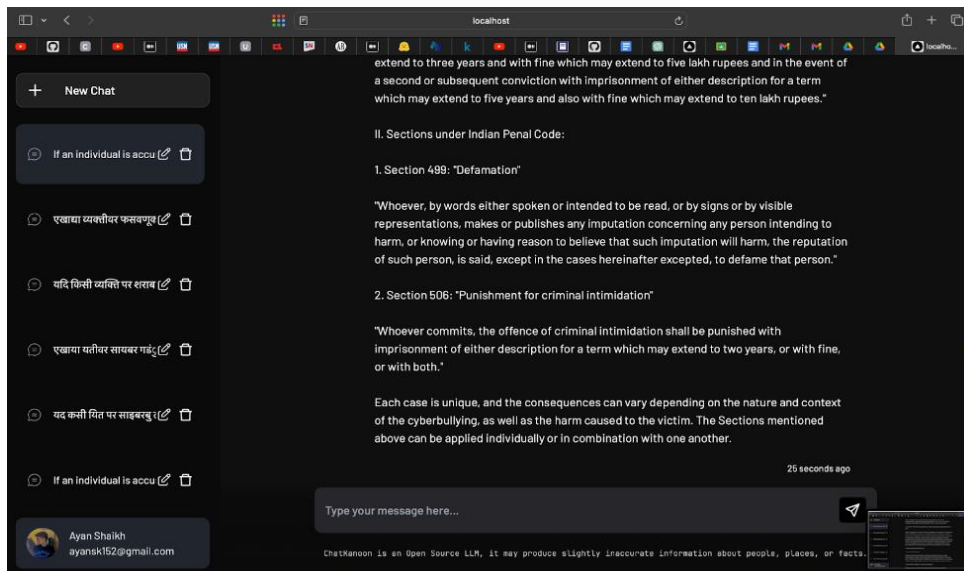 localhost
localho...
New Chat
If an individual is accu
एखाद्या व्यक्तीवर फसवणूक
यदि किसी व्यक्ति पर शराब
एखाया यतीवर सायबर गडं
यद कसी यित पर साइबरबु
If an individual is accu
Ayan Shaikh
ayansk152@gmail.com
extend to three years and with fine which may extend to five lakh rupees and in the event of
a second or subsequent conviction with imprisonment of either description for a term
which may extend to five years and also with fine which may extend to ten lakh rupees."
II. Sections under Indian Penal Code:
1. Section 499: "Defamation"
"Whoever, by words either spoken or intended to be read, or by signs or by visible
representations, makes or publishes any imputation concerning any person intending to
harm, or knowing or having reason to believe that such imputation will harm, the reputation
of such person, is said, except in the cases hereinafter excepted, to defame that person."
2. Section 506: "Punishment for criminal intimidation"
"Whoever commits, the offence of criminal intimidation shall be punished with
imprisonment of either description for a term which may extend to two years, or with fine,
or with both."
Each case is unique, and the consequences can vary depending on the nature and context
of the cyberbullying, as well as the harm caused to the victim. The Sections mentioned
above can be applied individually or in combination with one another.
25 seconds ago
Type your message here...
ChatKanoon is an Open Source LLM, it may produce slightly inaccurate information about people, places, or facts.